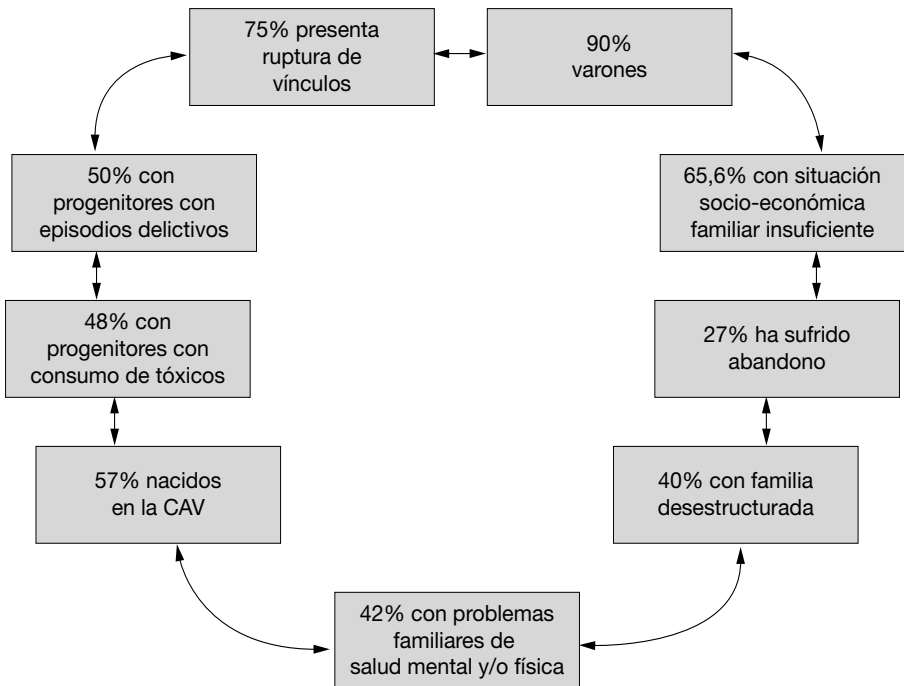 75% presenta
ruptura de
vínculos
90%
varones
50% con
progenitores con
episodios delictivos
65,6% con situación
socio-económica
familiar insuficiente
48% con
progenitores con
consumo de tóxicos
27% ha sufrido
abandono
57% nacidos
en la CAV
40% con familia
desestructurada
42% con problemas
familiares de
salud mental y/o física